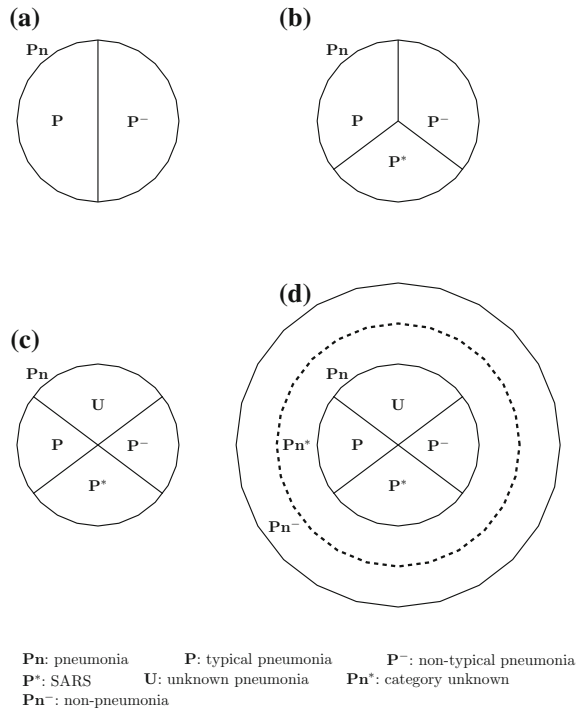 (a)
Pn
P
P⁻
(b)
Pn
P
P⁻
P*
(c)
Pn
U
P
P⁻
P*
(d)
Pn
U
Pn*
P
P⁻
P*
Pn⁻
Pn: pneumonia P: typical pneumonia P⁻: non-typical pneumonia
P*: SARS U: unknown pneumonia Pn*: category unknown
Pn⁻: non-pneumonia